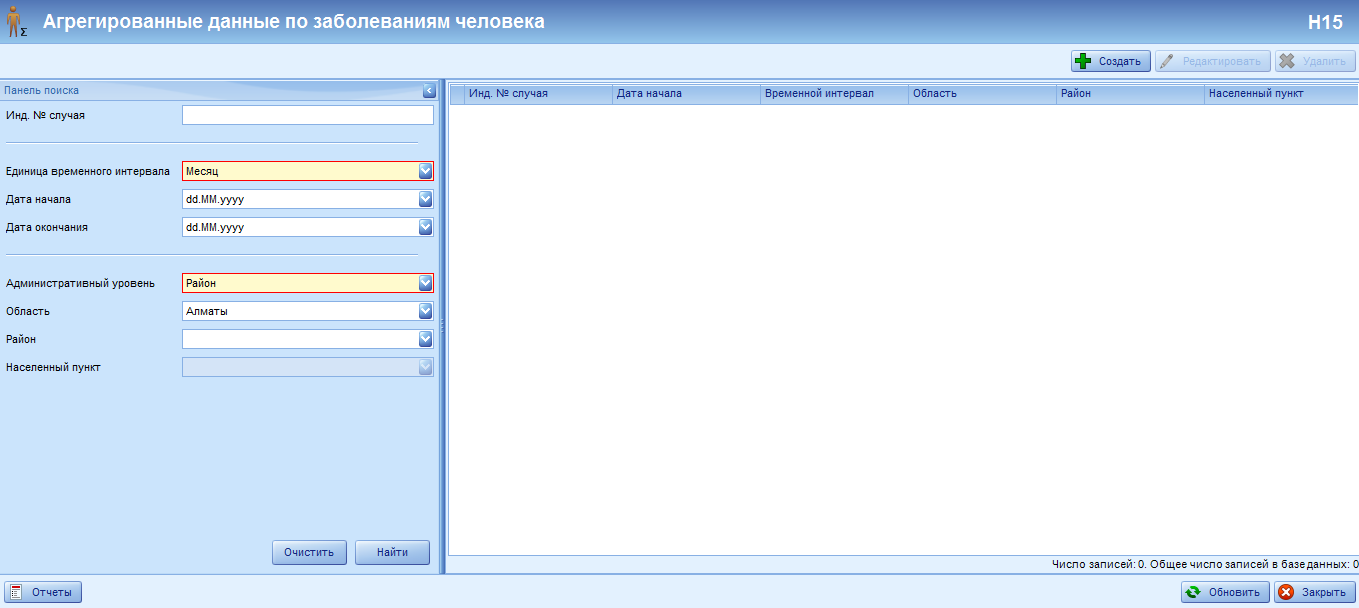 Агрегированные данные по заболеваниям человека
H15
Создать Редактировать Удалить
Панель поиска
Инд. № случая
Единица временного интервала Месяц
Дата начала dd.MM.yyyy
Дата окончания dd.MM.yyyy
Административный уровень Район
Область Алматы
Район
Населенный пункт
Очистить Найти
Инд. № случая Дата начала Временной интервал Область Район Населенный пункт
Число записей: 0. Общее число записей в базе данных: 0
Отчеты Обновить Закрыть